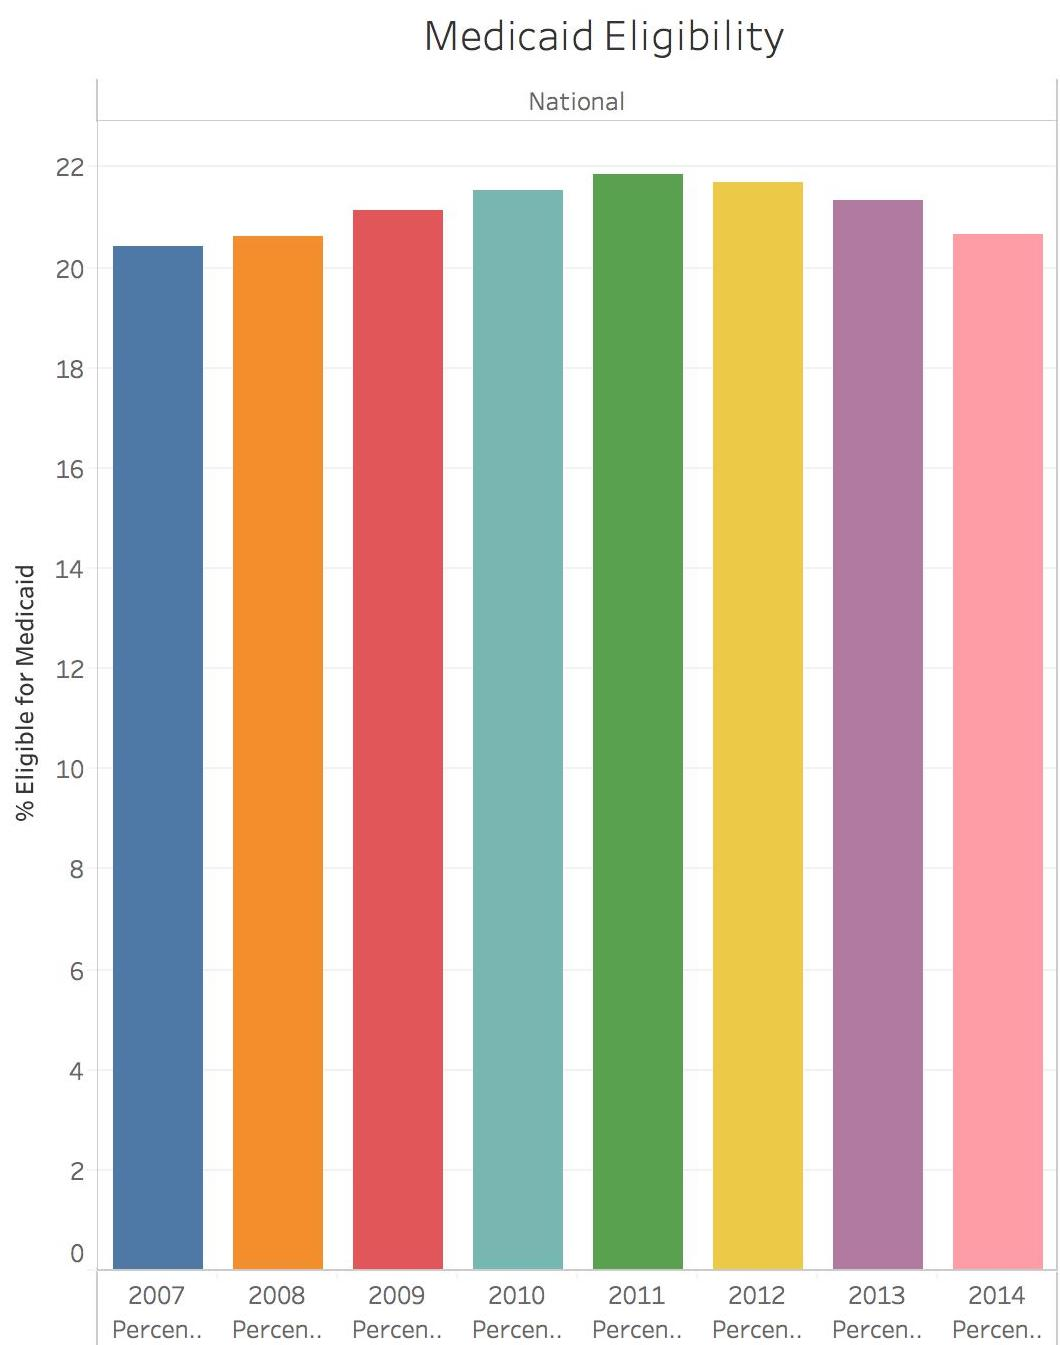 Medicaid Eligibility
National
22
20
18
16
14
12
10
8
6
4
2
0
% Eligible for Medicaid
2007 2008 2009 2010 2011 2012 2013 2014
Percen.. Percen.. Percen.. Percen.. Percen.. Percen.. Percen.. Percen..